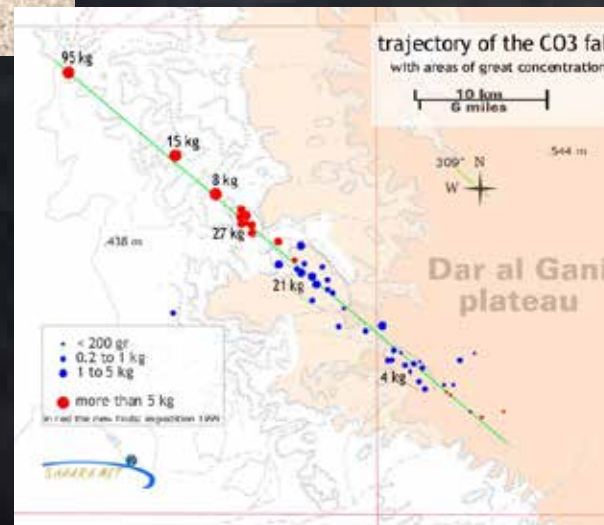 trajectory of the CO3 fal
with areas of great concentration
10 km
6 miles
95 kg
15 kg
8 kg
27 kg
21 kg
4 kg
309° N
W
.544 m
.438 m
Dar al Gani
plateau
< 200 gr
0.2 to 1 kg
1 to 5 kg
more than 5 kg
in red the new finds: expedition 1999